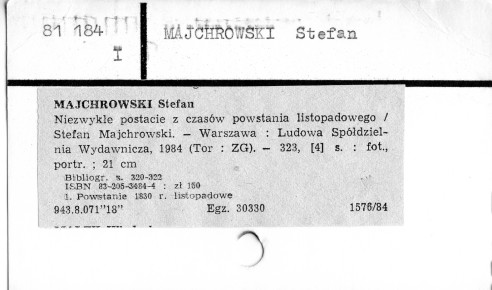 81 184
I
MAJCHROWSKI Stefan
MAJCHROWSKI Stefan
Niezwykłe postacie z czasów powstania listopadowego /
Stefan Majchrowski. — Warszawa : Ludowa Spółdziel-
nia Wydawnicza, 1984 (Tor : ZG). — 323, [4] s. : fot.,
portr. ; 21 cm
Bibliogr. s. 320-322
ISBN 83-205-3484-4 : zł 150
1. Powstanie 1830 r. listopadowe
943.8.071"18" Egz. 30330 1576/84